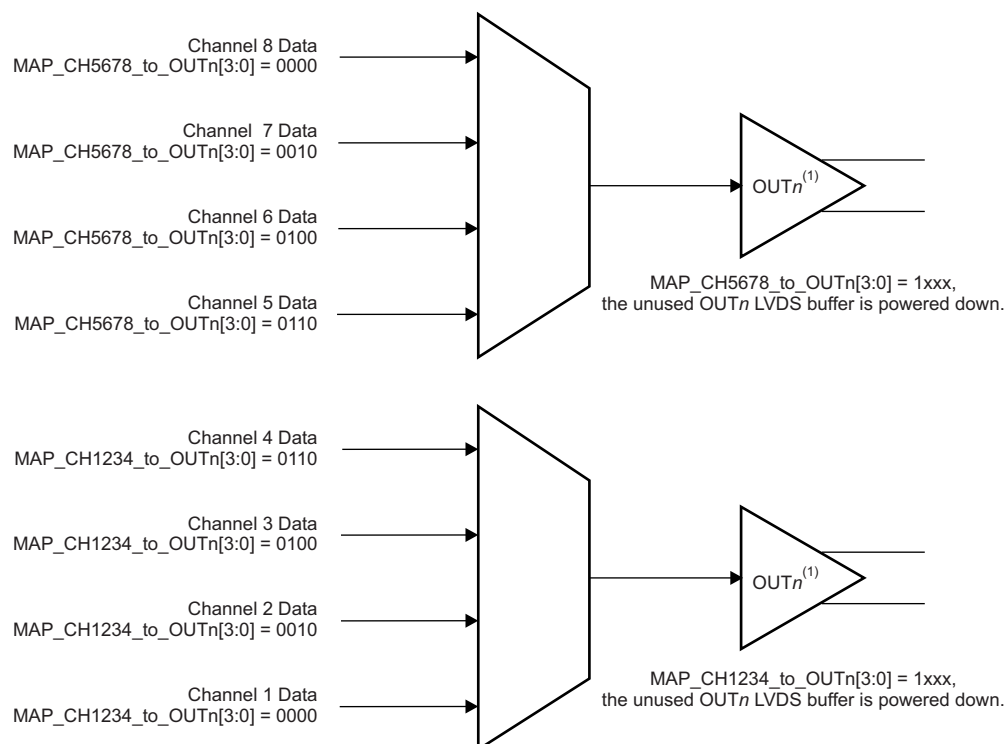 Channel 8 Data
MAP_CH5678_to_OUTn[3:0] = 0000
Channel 7 Data
MAP_CH5678_to_OUTn[3:0] = 0010
Channel 6 Data
MAP_CH5678_to_OUTn[3:0] = 0100
Channel 5 Data
MAP_CH5678_to_OUTn[3:0] = 0110
OUTn(1)
MAP_CH5678_to_OUTn[3:0] = 1xxx,
the unused OUTn LVDS buffer is powered down.
Channel 4 Data
MAP_CH1234_to_OUTn[3:0] = 0110
Channel 3 Data
MAP_CH1234_to_OUTn[3:0] = 0100
Channel 2 Data
MAP_CH1234_to_OUTn[3:0] = 0010
Channel 1 Data
MAP_CH1234_to_OUTn[3:0] = 0000
OUTn(1)
MAP_CH1234_to_OUTn[3:0] = 1xxx,
the unused OUTn LVDS buffer is powered down.